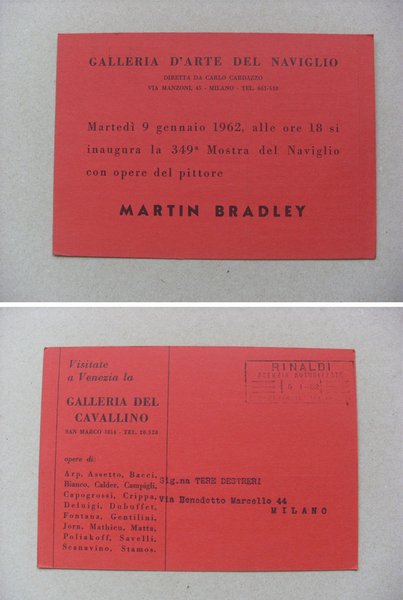 GALLERIA D'ARTE DEL NAVIGLIO
DIRETTA DA CARLO CARDAZZO
VIA MANZONI, 45 - MILANO - TEL. 661-538
Martedì 9 gennaio 1962, alle ore 18 si
inaugura la 349ª Mostra del Naviglio
con opere del pittore
MARTIN BRADLEY
Visitate
a Venezia la
GALLERIA DEL
CAVALLINO
SAN MARCO 1814 - TEL. 20.528
opere di:
Arp, Assetto, Bacci,
Bianco, Calder, Campigli,
Capogrossi, Crippa,
Deluigi, Dubuffet,
Fontana, Gentilini,
Jorn, Mathieu, Matta,
Poliakoff, Savelli,
Scanavino, Stamos.
RINALDI
AGENZIA AUTORIZZATA
Sig.na TERE DESTRERI
via Benedetto Marcello 44
MILANO